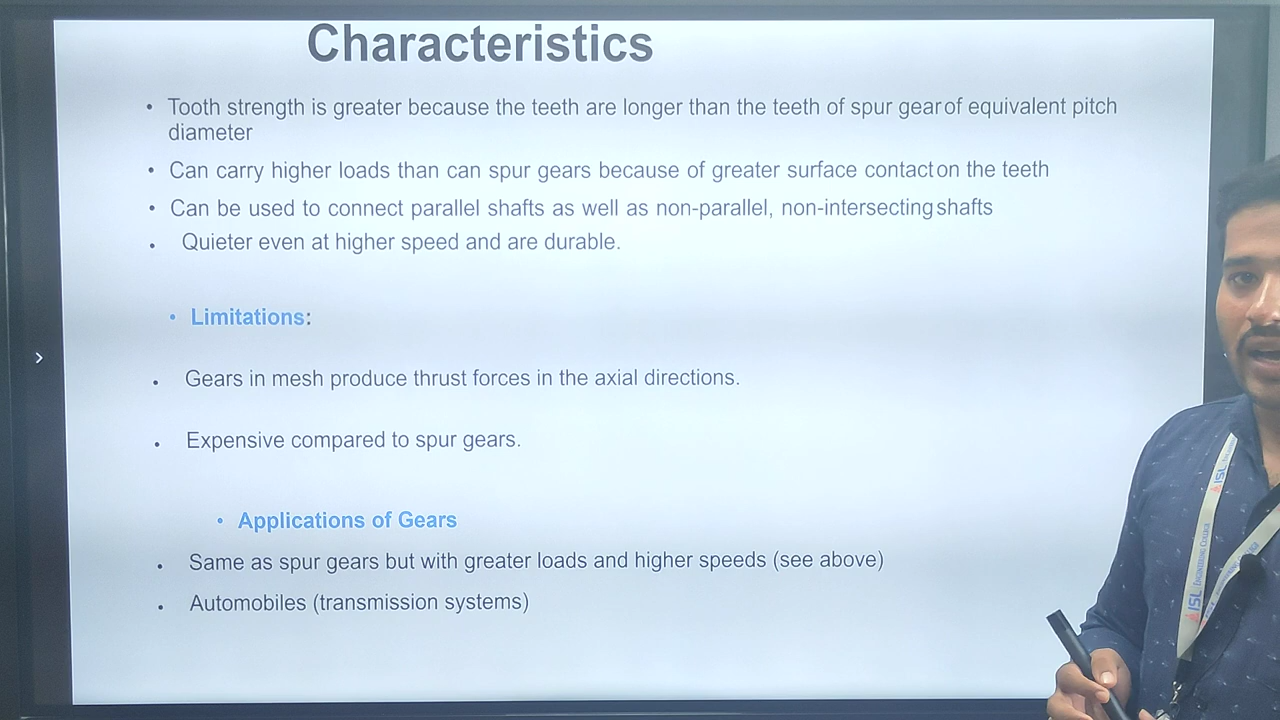 Characteristics
• Tooth strength is greater because the teeth are longer than the teeth of spur gear of equivalent pitch
diameter
• Can carry higher loads than can spur gears because of greater surface contact on the teeth
• Can be used to connect parallel shafts as well as non-parallel, non-intersecting shafts
• Quieter even at higher speed and are durable.
• Limitations:
• Gears in mesh produce thrust forces in the axial directions.
• Expensive compared to spur gears.
• Applications of Gears
• Same as spur gears but with greater loads and higher speeds (see above)
• Automobiles (transmission systems)
ISL
ISL ENGINEERING COLLEGE